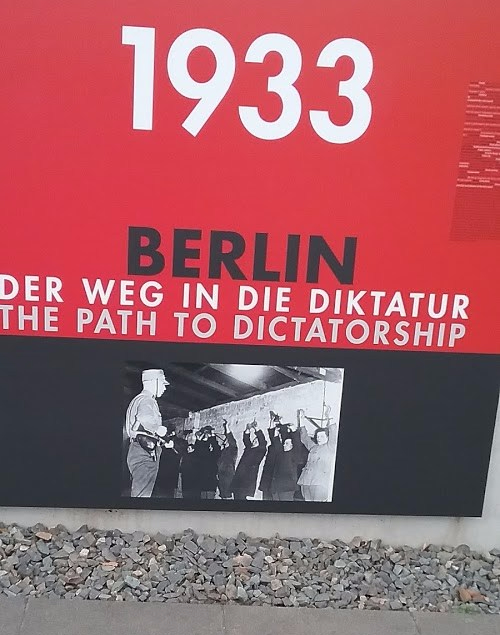 1933
BERLIN
DER WEG IN DIE DIKTATUR
THE PATH TO DICTATORSHIP